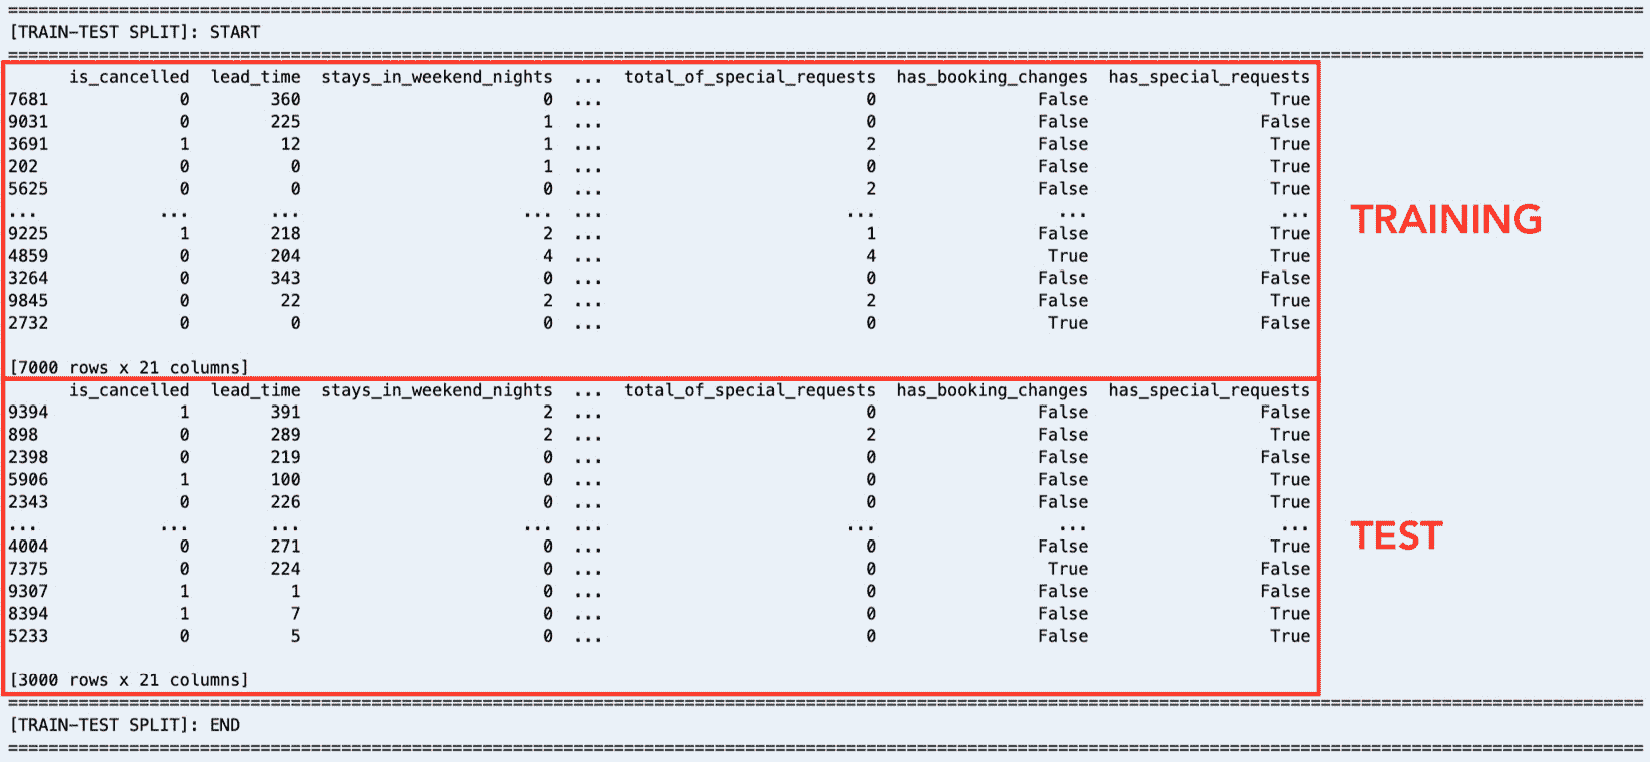 ================================================================================
[TRAIN-TEST SPLIT]: START
================================================================================
is_cancelled lead_time stays_in_weekend_nights ... total_of_special_requests has_booking_changes has_special_requests
7681 0 360 0 ... 0 False True
9031 0 225 1 ... 0 False False
3691 1 12 1 ... 2 False True
202 0 0 1 ... 0 False True
5625 0 0 0 ... 2 False True
... ... ... ... ... ... ... ...
9225 1 218 2 ... 1 False True
4859 0 204 4 ... 4 True True
3264 0 343 0 ... 0 False False
9845 0 22 2 ... 2 False True
2732 0 0 0 ... 0 True False
[7000 rows x 21 columns]
TRAINING
is_cancelled lead_time stays_in_weekend_nights ... total_of_special_requests has_booking_changes has_special_requests
9394 1 391 2 ... 0 False False
898 0 289 2 ... 2 False True
2398 0 219 0 ... 0 False False
5906 1 100 0 ... 0 False True
2343 0 226 0 ... 0 False True
... ... ... ... ... ... ... ...
4004 0 271 0 ... 0 False True
7375 0 224 0 ... 0 True False
9307 1 1 0 ... 0 False False
8394 1 7 0 ... 0 False True
5233 0 5 0 ... 0 False True
[3000 rows x 21 columns]
TEST
================================================================================
[TRAIN-TEST SPLIT]: END
================================================================================